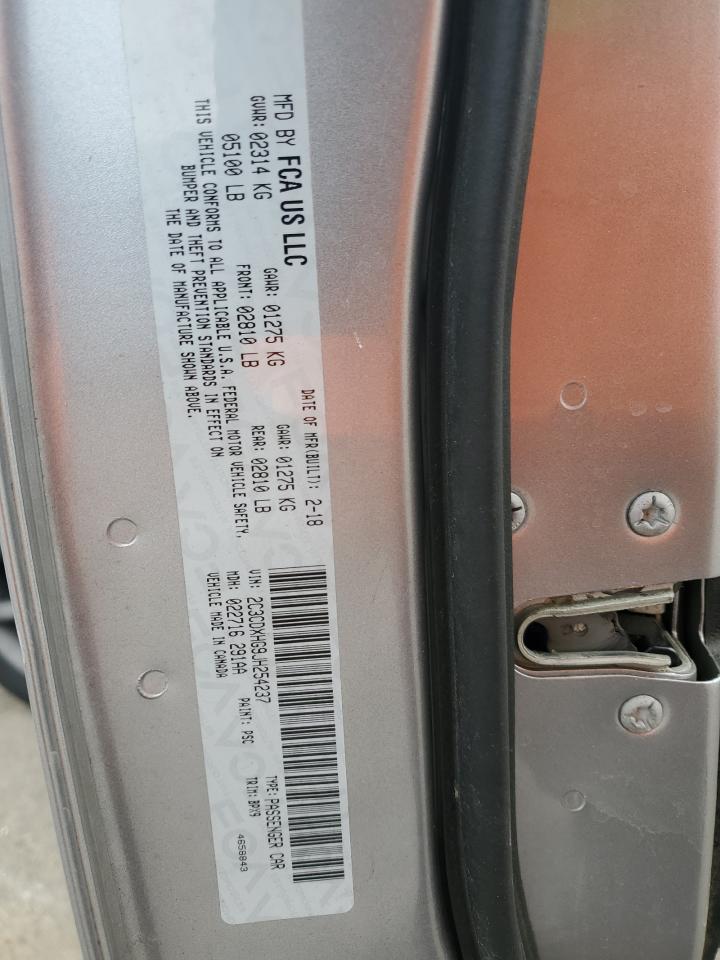 MFD BY FCA US LLC
DATE OF MFR(BUILT): 2-18
GVWR: 02314 KG
GAWR: 01275 KG
GAWR: 01275 KG
05100 LB
FRONT: 02810 LB
REAR: 02810 LB
THIS VEHICLE CONFORMS TO ALL APPLICABLE U.S.A. FEDERAL MOTOR VEHICLE SAFETY,
BUMPER AND THEFT PREVENTION STANDARDS IN EFFECT ON
THE DATE OF MANUFACTURE SHOWN ABOVE.
VIN: 2C3CDXHG9JH254237
TYPE: PASSENGER CAR
MDH: 022716 291AA
PAINT: PSC
TRIM: BPX9
VEHICLE MADE IN CANADA
4658843